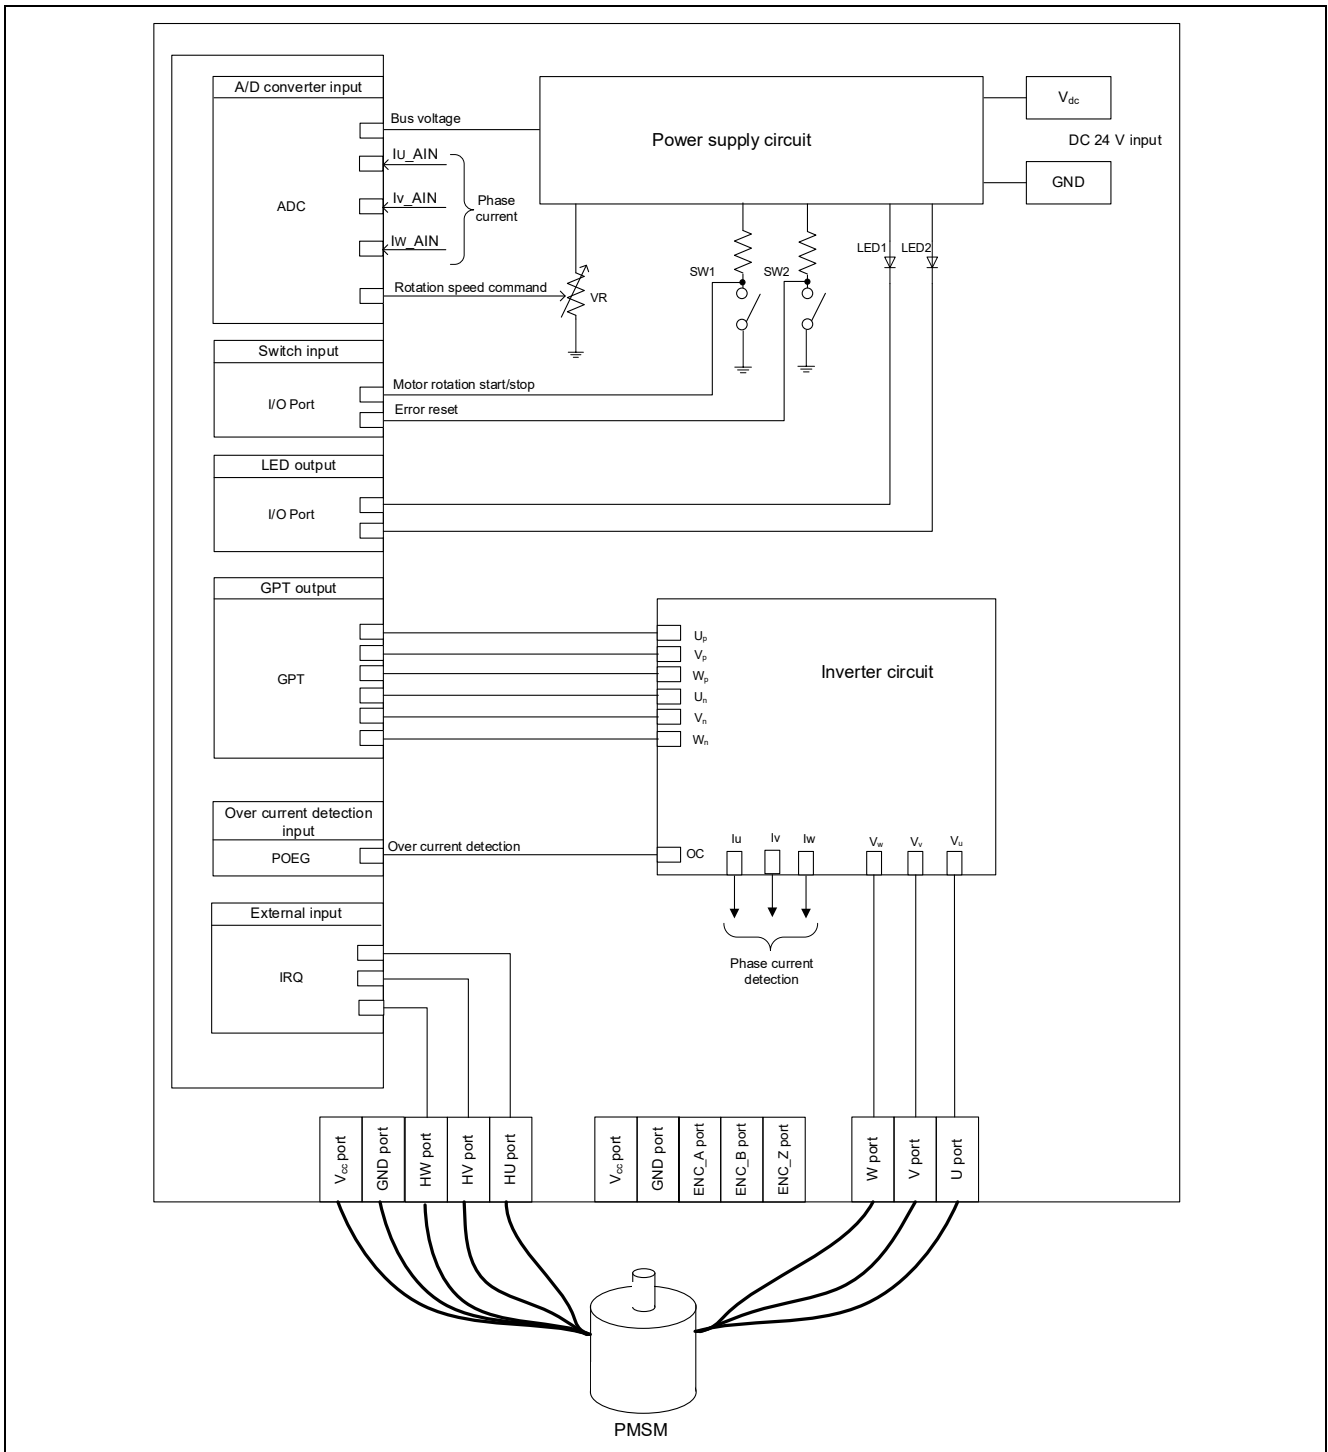 A/D converter input
ADC
Bus voltage
IU_AIN
Iv_AIN
IW_AIN
Phase
current
Rotation speed command
Power supply circuit
Vdc
DC 24 V input
GND
VR
SW1
SW2
LED1
LED2
Switch input
I/O Port
Motor rotation start/stop
Error reset
LED output
I/O Port
GPT output
GPT
Up
Vp
Wp
Un
Vn
Wn
Inverter circuit
Over current detection
input
POEG
Over current detection
OC
Iu
Iv
Iw
Vw
Vv
Vu
Phase current
detection
External input
IRQ
Vcc port
GND port
HW port
HV port
HU port
Vcc port
GND port
ENC_A port
ENC_B port
ENC_Z port
W port
V port
U port
PMSM